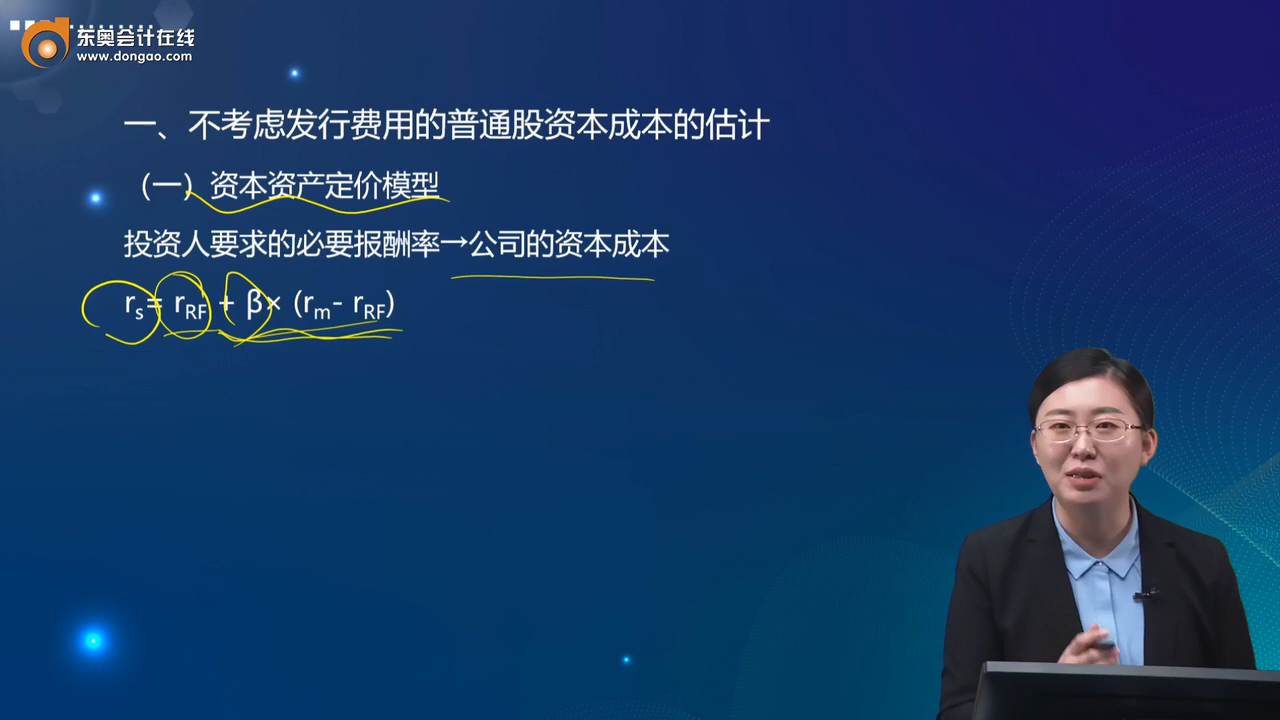 东奥会计在线
www.dongao.com
一、不考虑发行费用的普通股资本成本的估计
（一）资本资产定价模型
投资人要求的必要报酬率→公司的资本成本
rs= rRF + β×（rm- rRF）